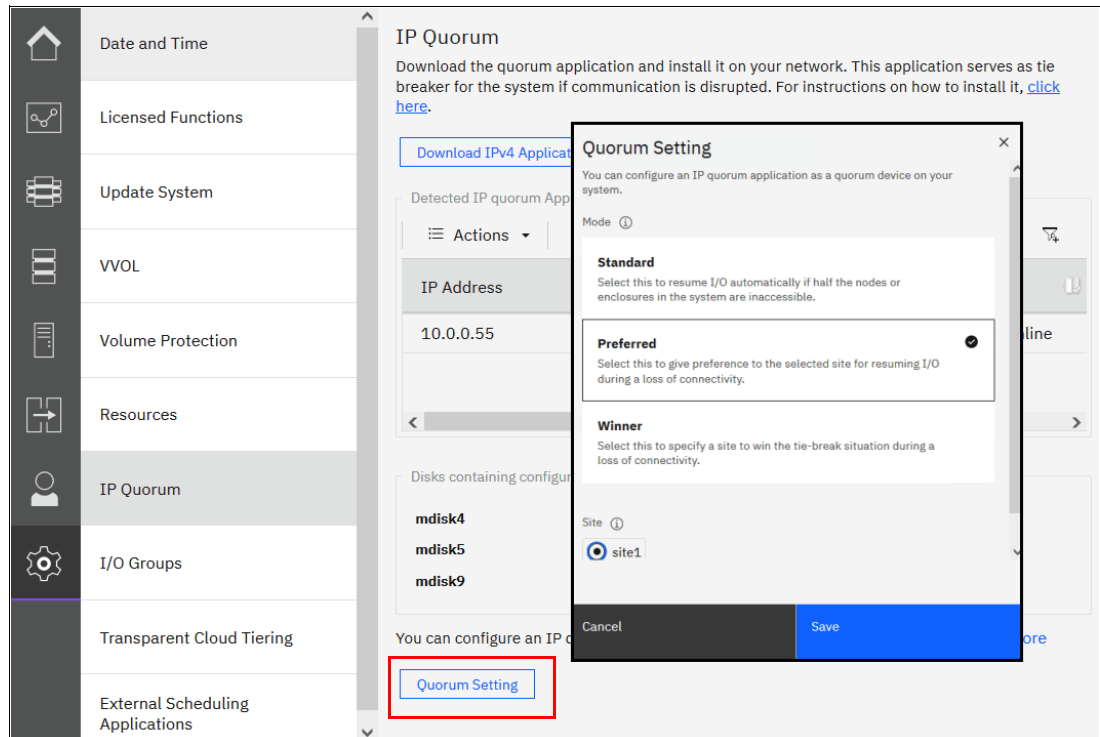 Date and Time
Licensed Functions
Update System
VVOL
Volume Protection
Resources
IP Quorum
I/O Groups
Transparent Cloud Tiering
External Scheduling
Applications
IP Quorum
Download the quorum application and install it on your network. This application serves as tie
breaker for the system if communication is disrupted. For instructions on how to install it, click
here.
Download IPv4 Applicat
Detected IP quorum App
Actions
IP Address
10.0.0.55
line
Disks containing configur
mdisk4
mdisk5
mdisk9
You can configure an IP
ore
Quorum Setting
Quorum Setting
You can configure an IP quorum application as a quorum device on your
system.
Mode
Standard
Select this to resume I/O automatically if half the nodes or
enclosures in the system are inaccessible.
Preferred
Select this to give preference to the selected site for resuming I/O
during a loss of connectivity.
Winner
Select this to specify a site to win the tie-break situation during a
loss of connectivity.
Site
site1
Cancel
Save